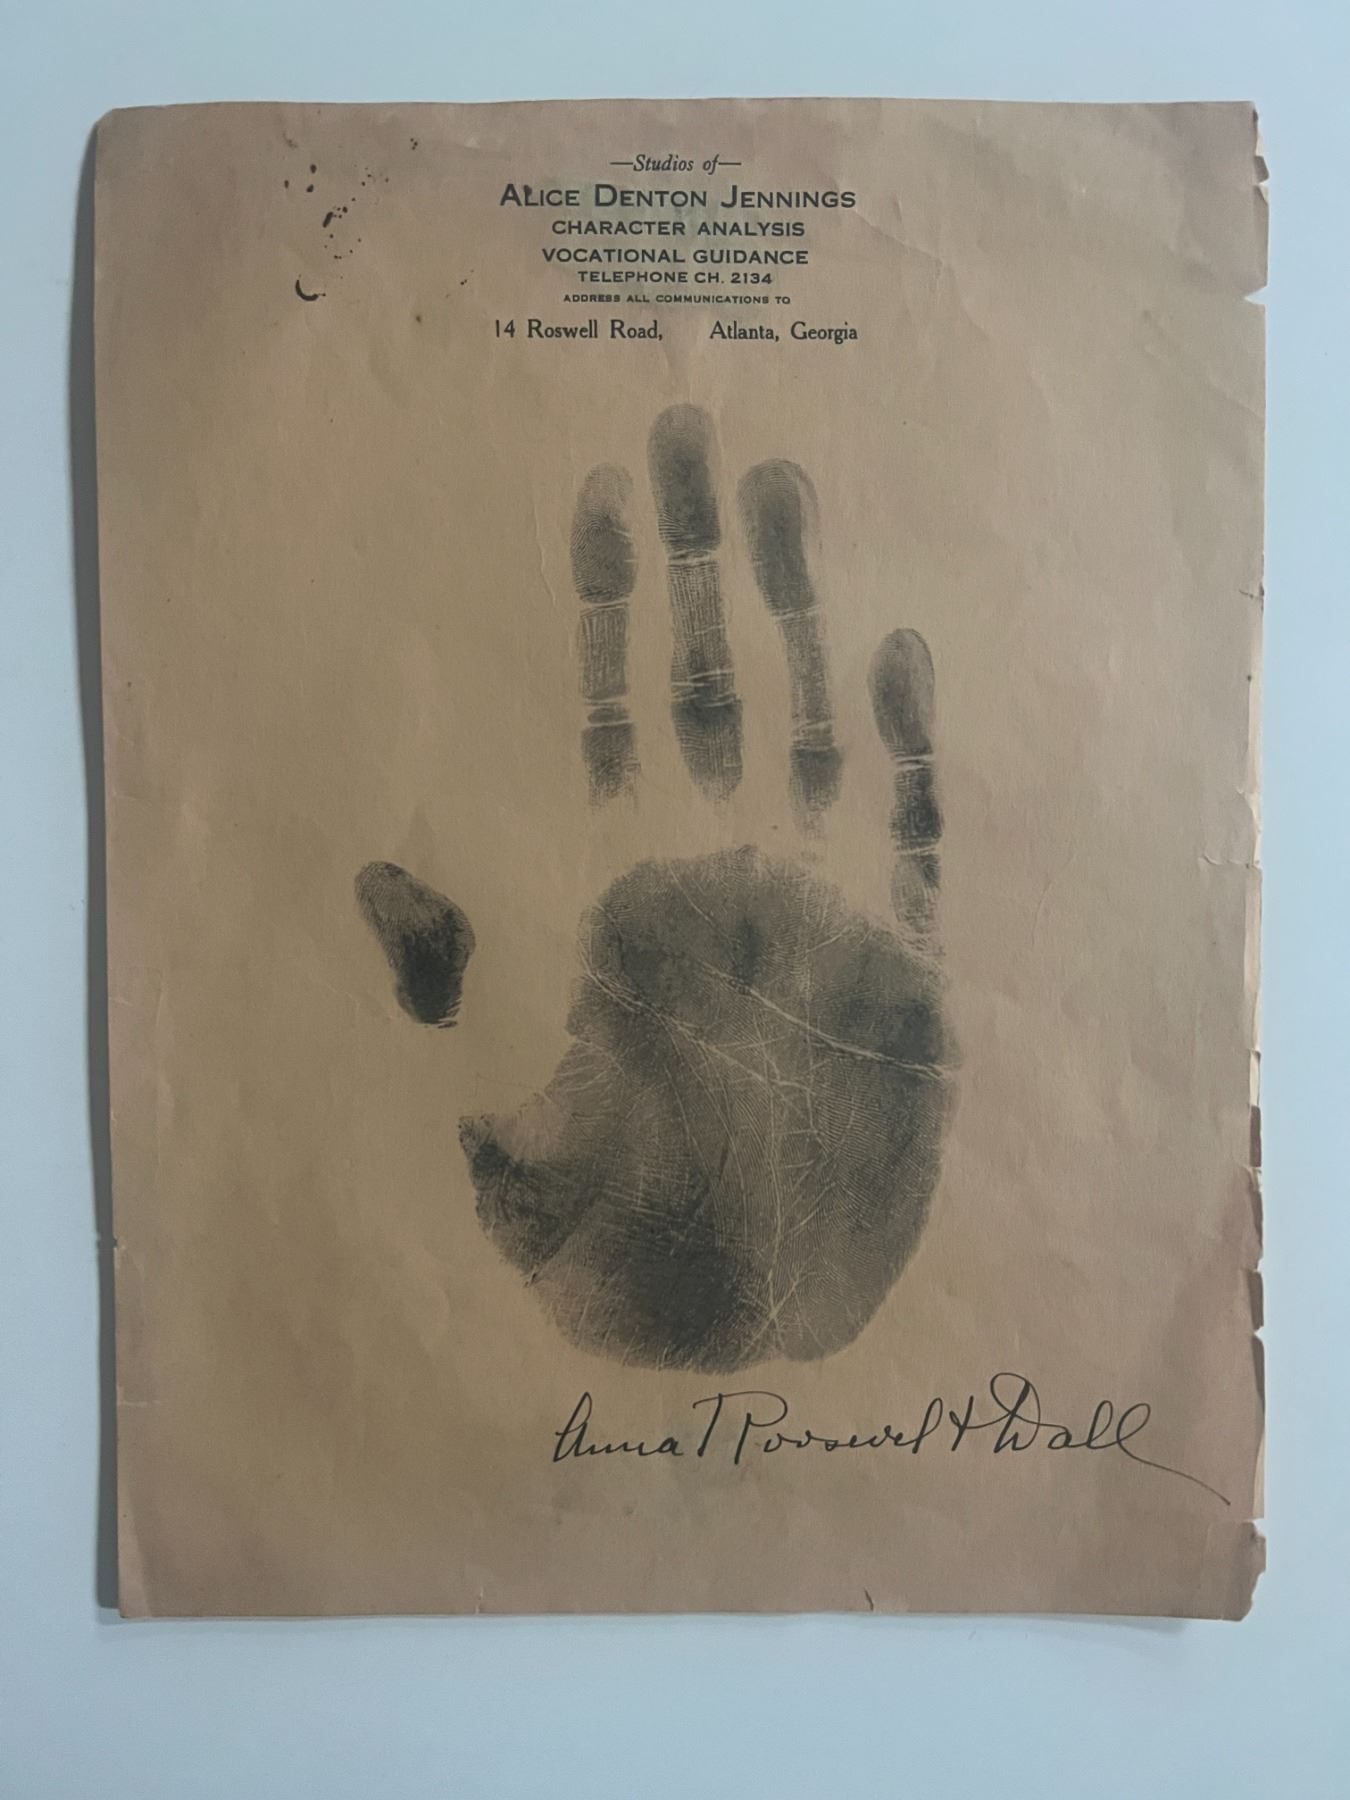 —Studios of—
ALICE DENTON JENNINGS
CHARACTER ANALYSIS
VOCATIONAL GUIDANCE
TELEPHONE CH. 2134
ADDRESS ALL COMMUNICATIONS TO
14 Roswell Road, Atlanta, Georgia
Anna Roosevelt Dall